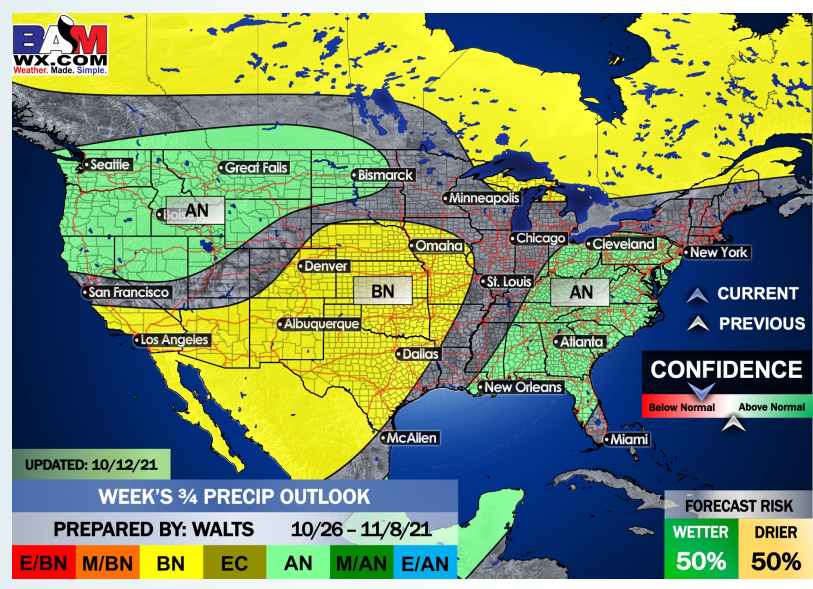 BAM
WX.COM
Weather. Made. Simple.
Seattle
Great Falls
Bismarck
Minneapolis
Bois
AN
Omaha
Chicago
Cleveland
New York
Denver
St. Louis
San Francisco
BN
AN
CURRENT
PREVIOUS
Albuquerque
Los Angeles
Dallas
Atlanta
CONFIDENCE
Below Normal
Above Normal
New Orleans
McAllen
Miami
UPDATED: 10/12/21
WEEK'S ¾ PRECIP OUTLOOK
PREPARED BY: WALTS 10/26 – 11/8/21
E/BN M/BN BN EC AN M/AN E/AN
FORECAST RISK
WETTER DRIER
50% 50%